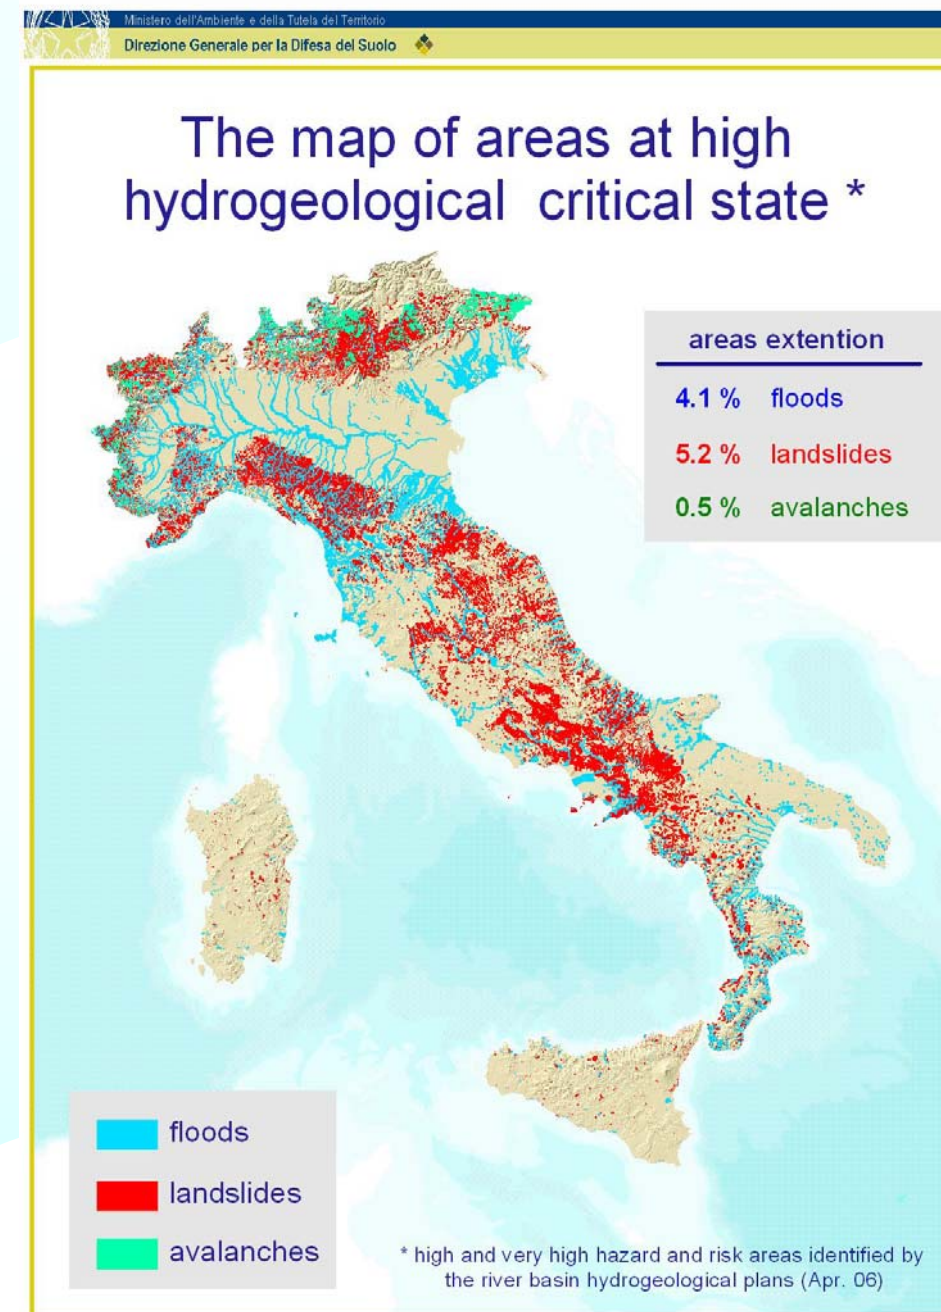 Ministero dell'Ambiente e della Tutela del Territorio
Direzione Generale per la Difesa del Suolo
The map of areas at high
hydrogeological critical state *
areas extention
4.1 % floods
5.2 % landslides
0.5 % avalanches
floods
landslides
avalanches
* high and very high hazard and risk areas identified by
the river basin hydrogeological plans (Apr. 06)